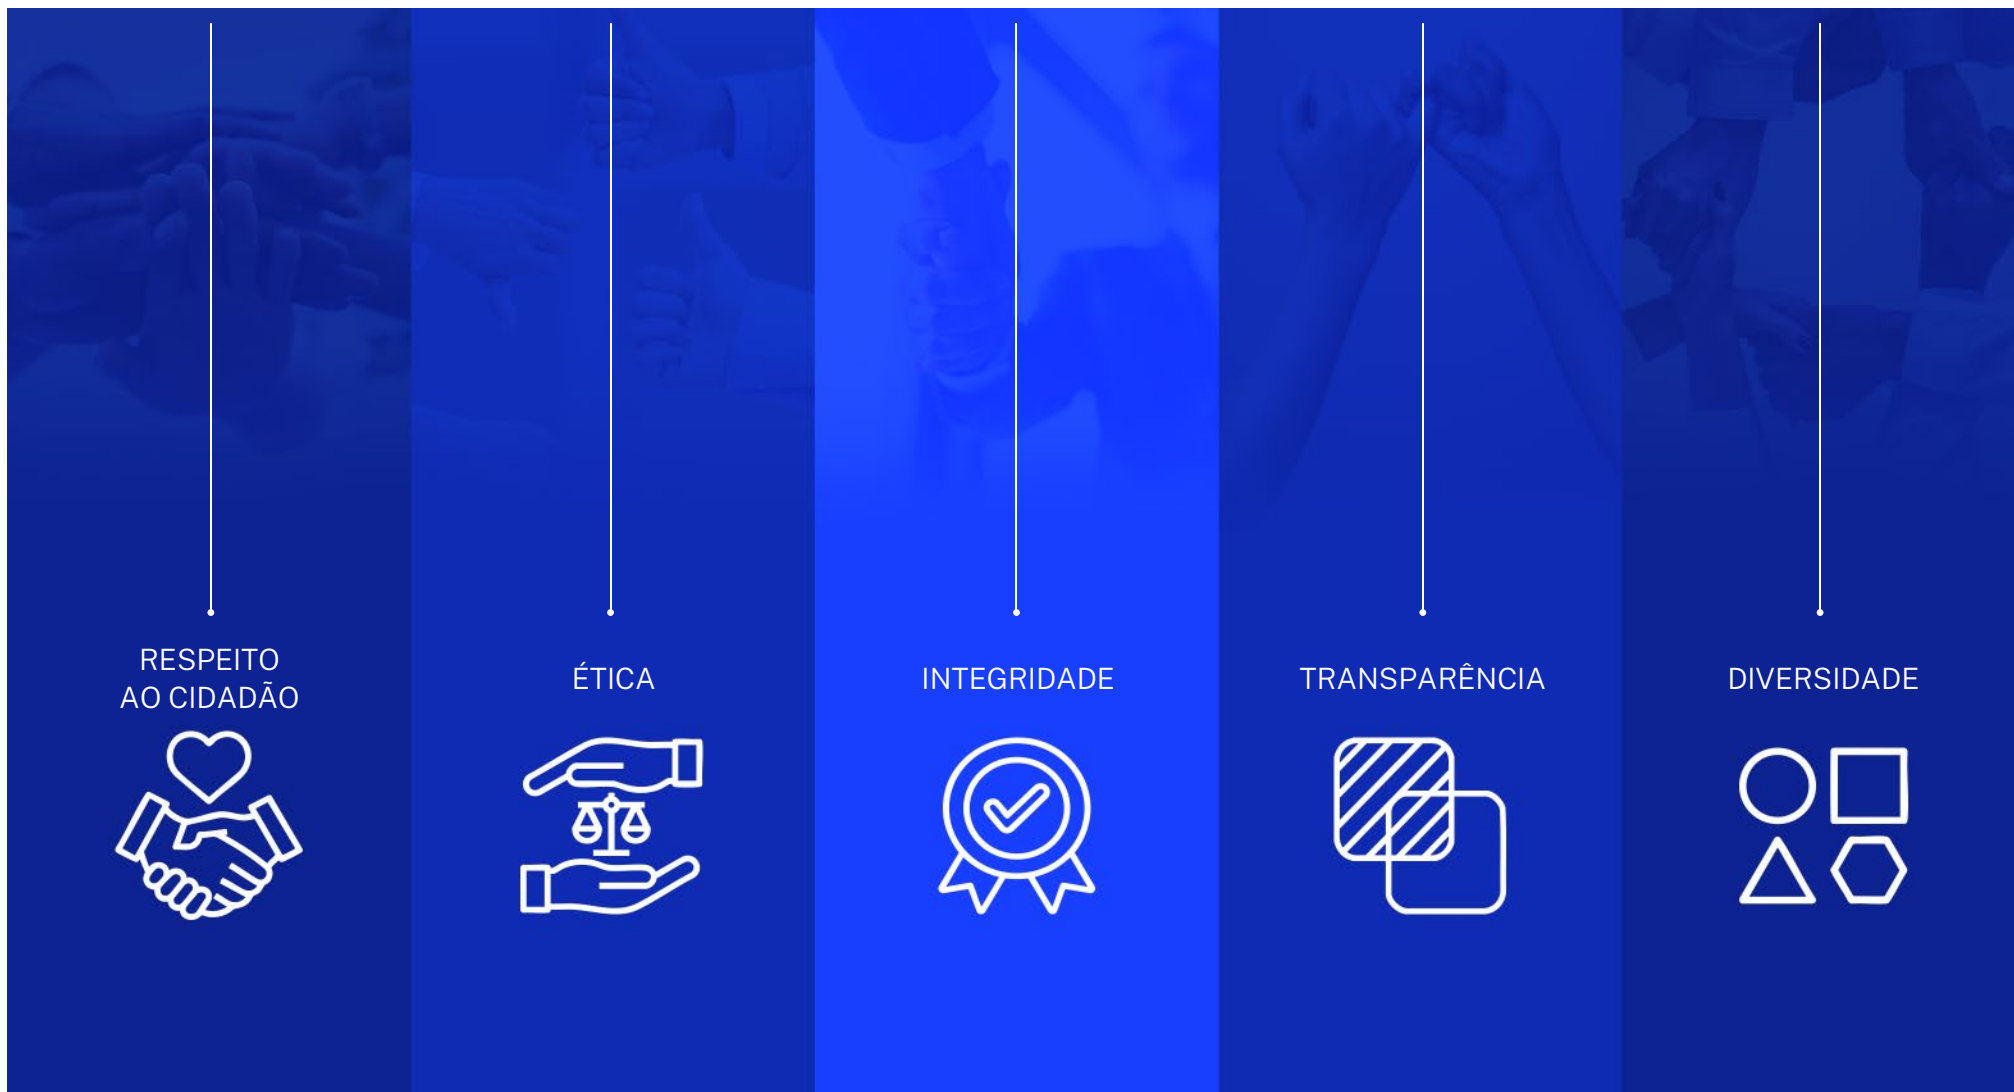 RESPEITO
AO CIDADÃO
ÉTICA
INTEGRIDADE
TRANSPARÊNCIA
DIVERSIDADE